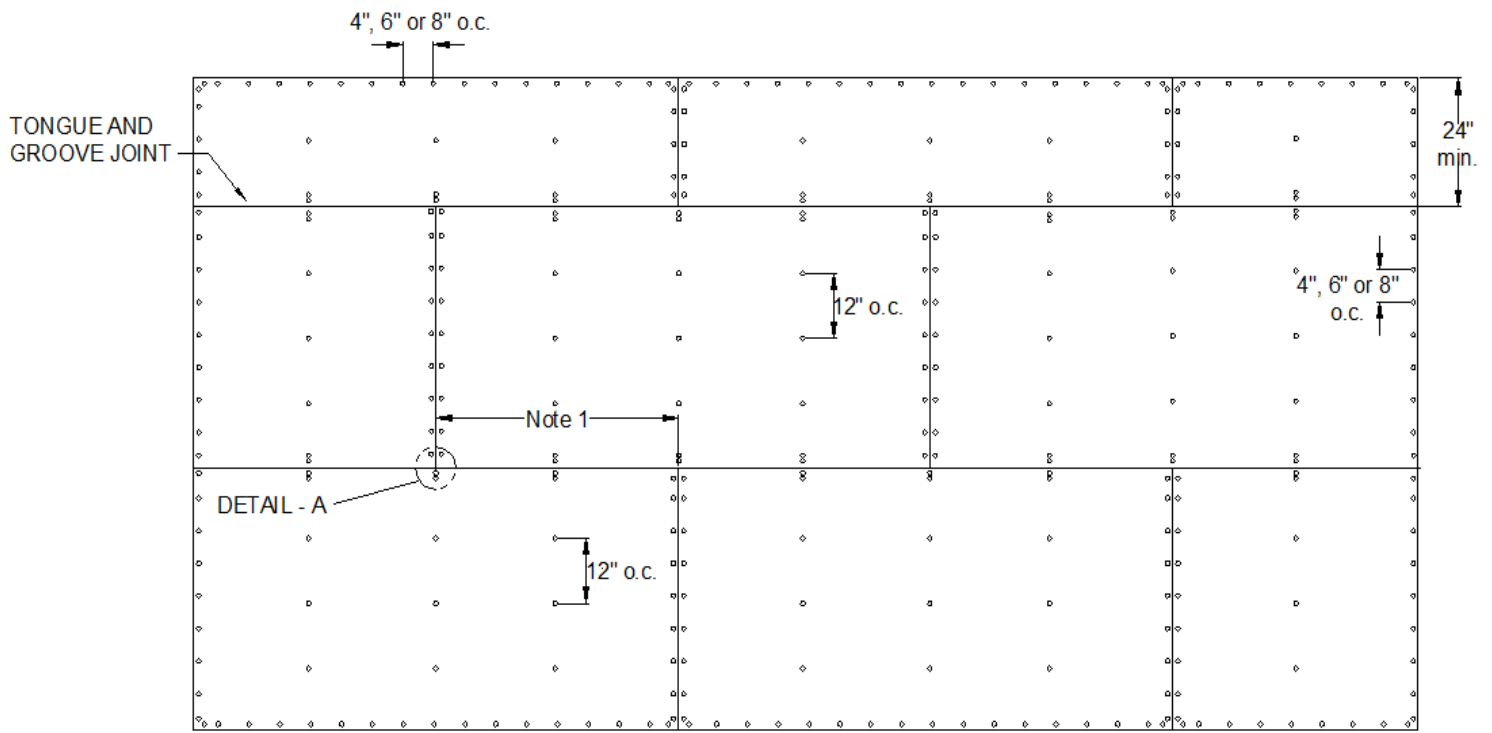 4", 6" or 8" o.c.
TONGUE AND
GROOVE JOINT
24"
min.
4", 6" or 8"
o.c.
12" o.c.
Note 1
DETAIL - A
12" o.c.